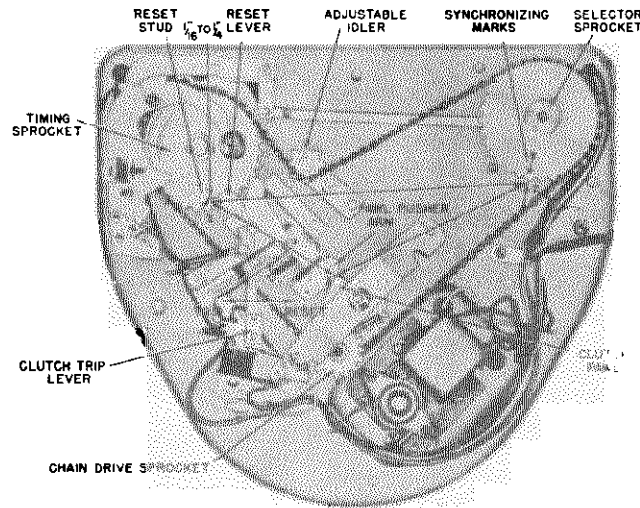 RESET
STUD
1/16" TO 1/4"
RESET
LEVER
ADJUSTABLE
IDLER
SYNCHRONIZING
MARKS
SELECTOR
SPROCKET
TIMING
SPROCKET
CLUTCH TRIP
LEVER
CHAIN DRIVE SPROCKET